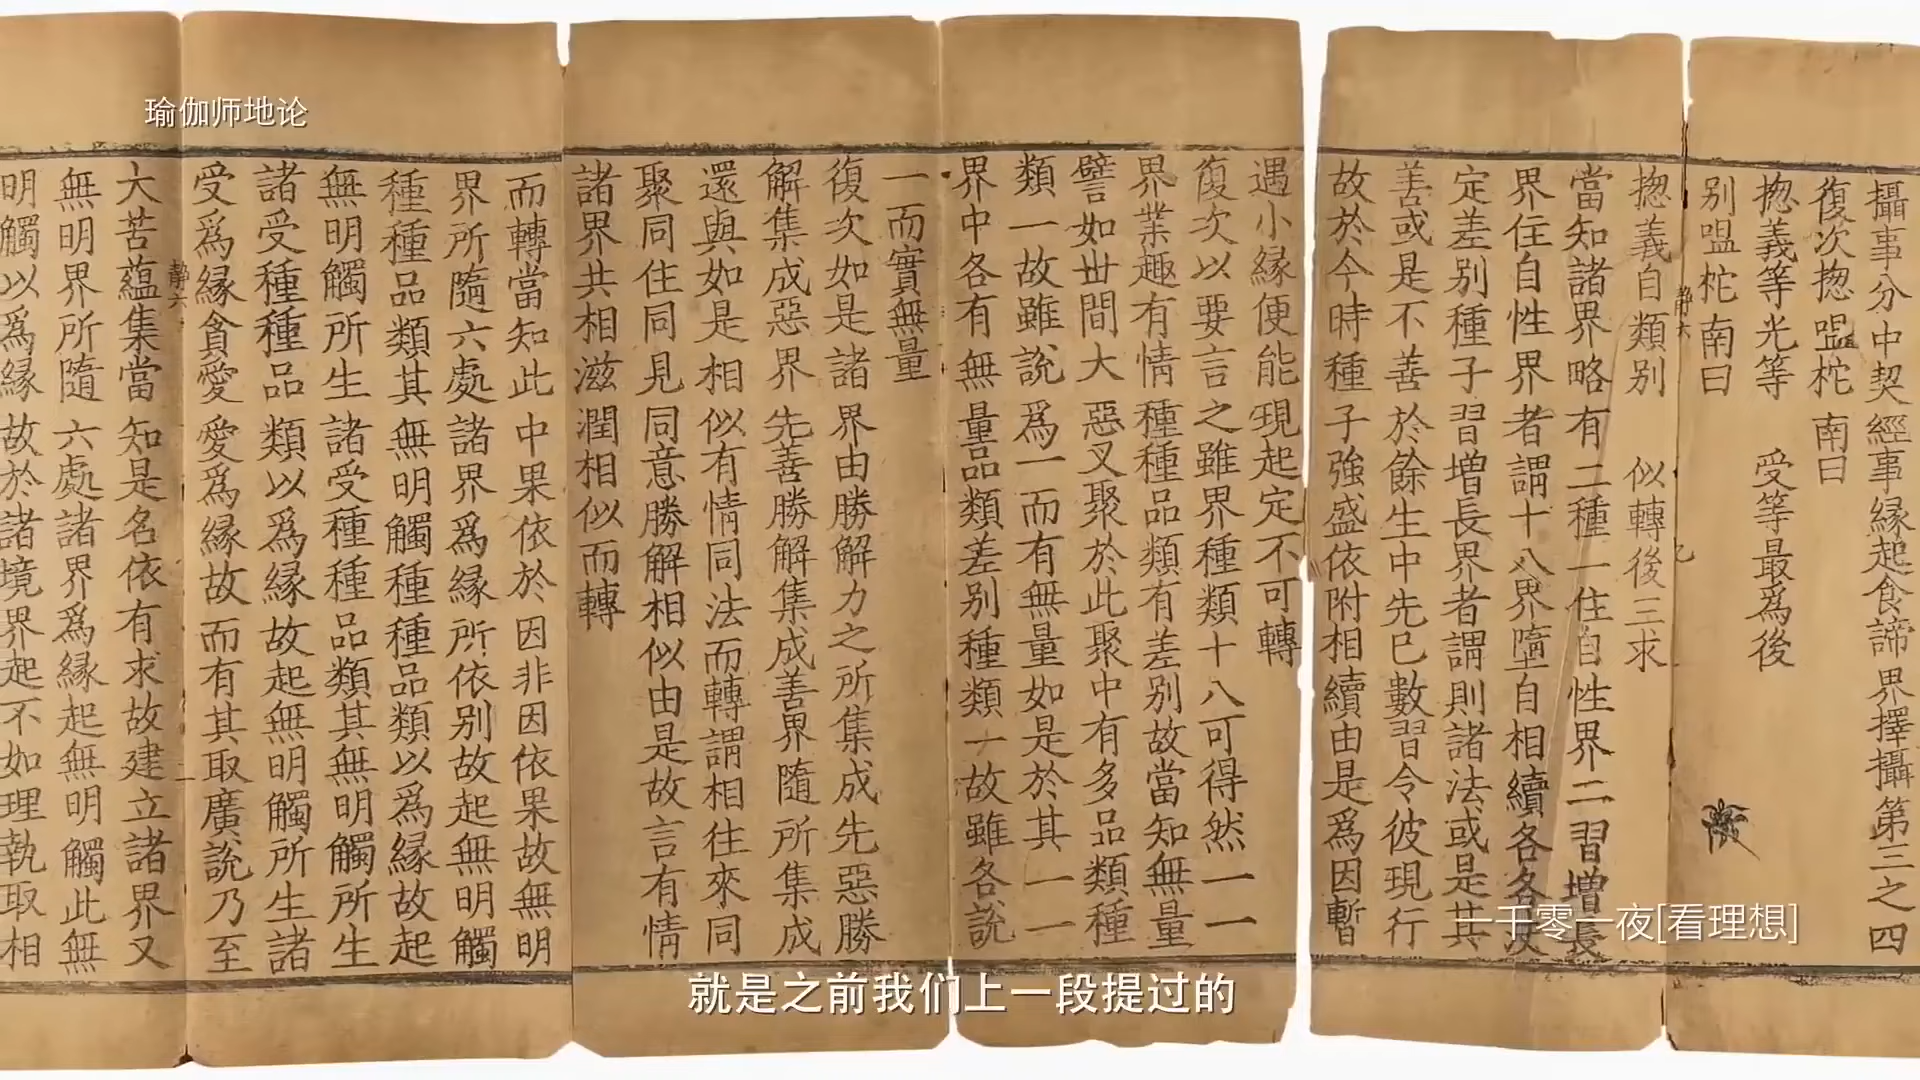 瑜伽师地论
攝事分中契經事緣起食諦界擇攝第三之四
復次揔嗢柁南曰
揔義等光等　受等最爲後
别嗢柁南曰
静六
揔義自類别　似轉後三求
當知諸界略有二種一住自性界二習增長
界住自性界者謂十八界墮自相續各各决
定差别種子習增長界者謂則諸法或是其
善或是不善於餘生中先已數習令彼現行
故於今時種子強盛依附相續由是爲因暫
遇小緣便能現起定不可轉
復次以要言之雖界種類十八可得然一一
界業趣有情種種品類有差别故當知無量
譬如世間大惡叉聚於此聚中有多品類種
類一故雖說爲一而有無量如是於其一一
界中各有無量品類差别種類一故雖各說
一而實無量
復次如是諸界由勝解力之所集成先惡勝
解集成惡界先善勝解集成善界隨所集成
還與如是相似有情同法而轉謂相往來同
聚同住同見同意勝解相似由是故言有情
諸界共相滋潤相似而轉
而轉當知此中果依於因非因依果故無明
界所隨六處諸界爲緣所依别故起無明觸
種種品類其無明觸種種品類以爲緣故起
無明觸所生諸受種種品類其無明觸所生
諸受種種品類以爲緣故起無明觸所生諸
受爲緣貪愛愛爲緣故而有其取廣說乃至
静六
大苦蘊集當知是名依有求故建立諸界又
無明界所隨六處諸界爲緣起無明觸此無
明觸以爲緣故於諸境界起不如理執取相
一千零一夜[看理想]
就是之前我们上一段提过的